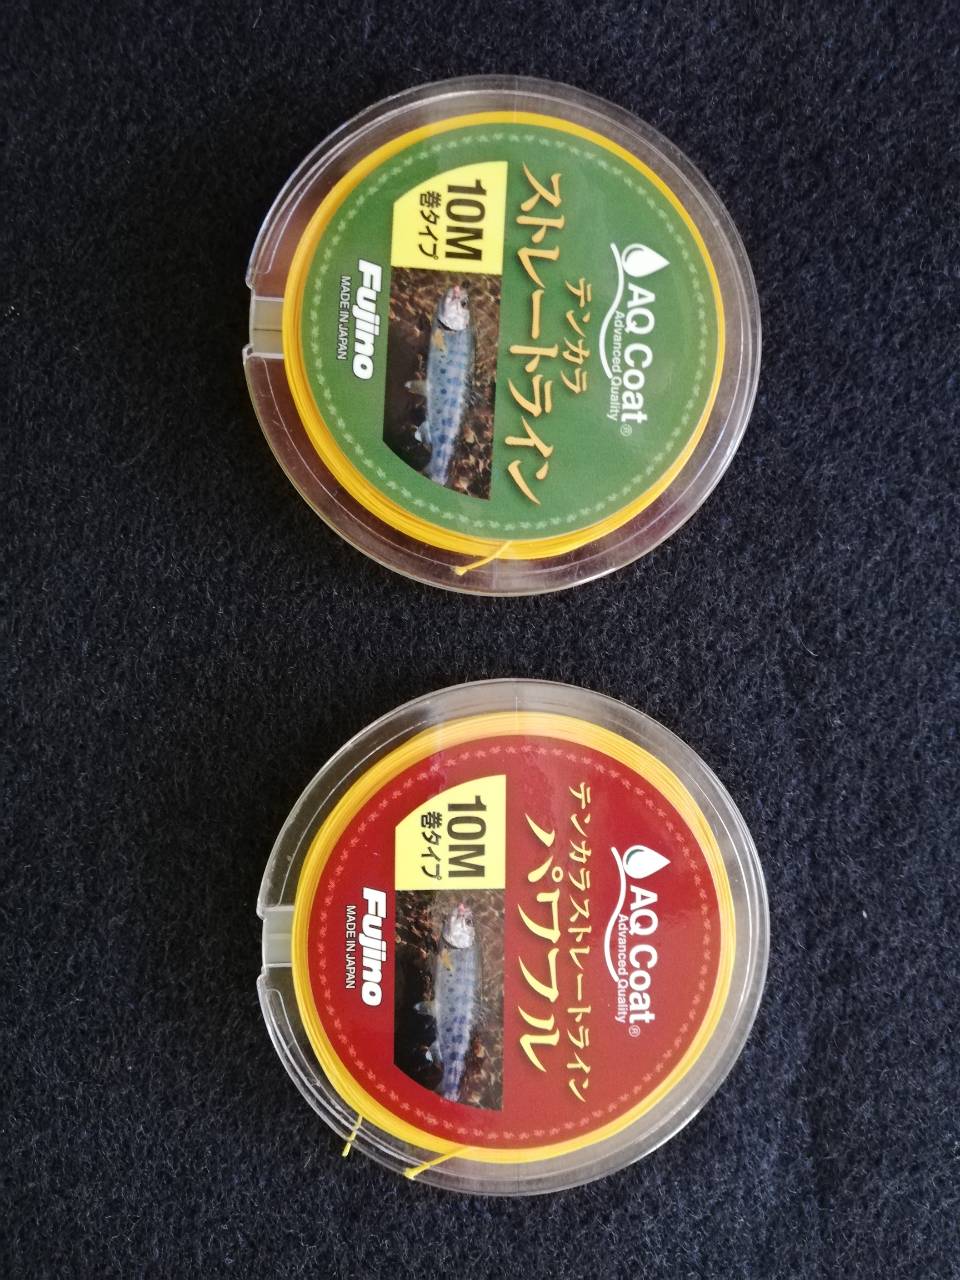 AQ Coat®
Advanced Quality
テンカラ
ストレートライン
10M
巻タイプ
Fujino
MADE IN JAPAN
AQ Coat®
Advanced Quality
テンカラストレートライン
パワフル
10M
巻タイプ
Fujino
MADE IN JAPAN